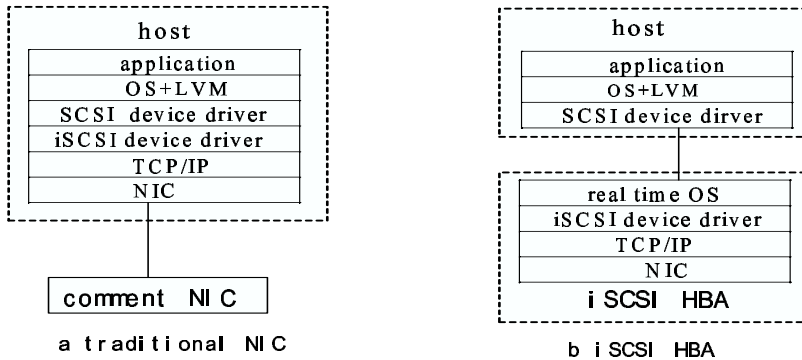 host
application
OS+LVM
SCSI device driver
iSCSI device driver
TCP/IP
NIC
comment NIC
a traditional NIC
host
application
OS+LVM
SCSI device dirver
real time OS
iSCSI device driver
TCP/IP
NIC
iSCSI HBA
b iSCSI HBA